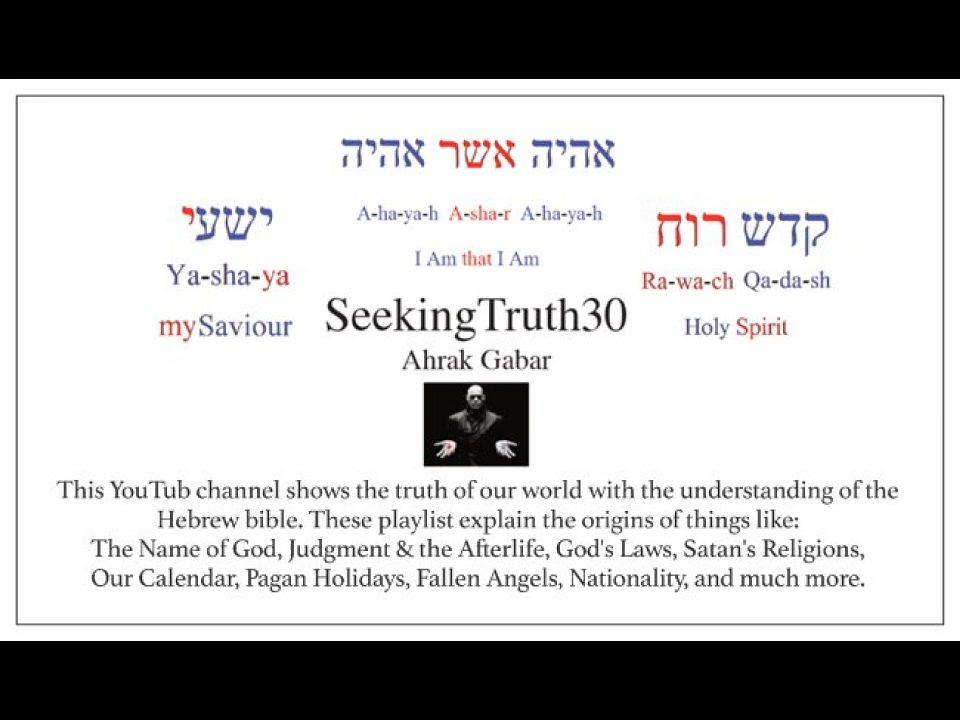 אהיה אשר אהיה
A-ha-ya-h A-sha-r A-ha-ya-h
I Am that I Am
ישעי
Ya-sha-ya
mySaviour
קדש רוח
Ra-wa-ch Qa-da-sh
Holy Spirit
SeekingTruth30
Ahrak Gabar
This YouTub channel shows the truth of our world with the understanding of the
Hebrew bible. These playlist explain the origins of things like:
The Name of God, Judgment & the Afterlife, God's Laws, Satan's Religions,
Our Calendar, Pagan Holidays, Fallen Angels, Nationality, and much more.